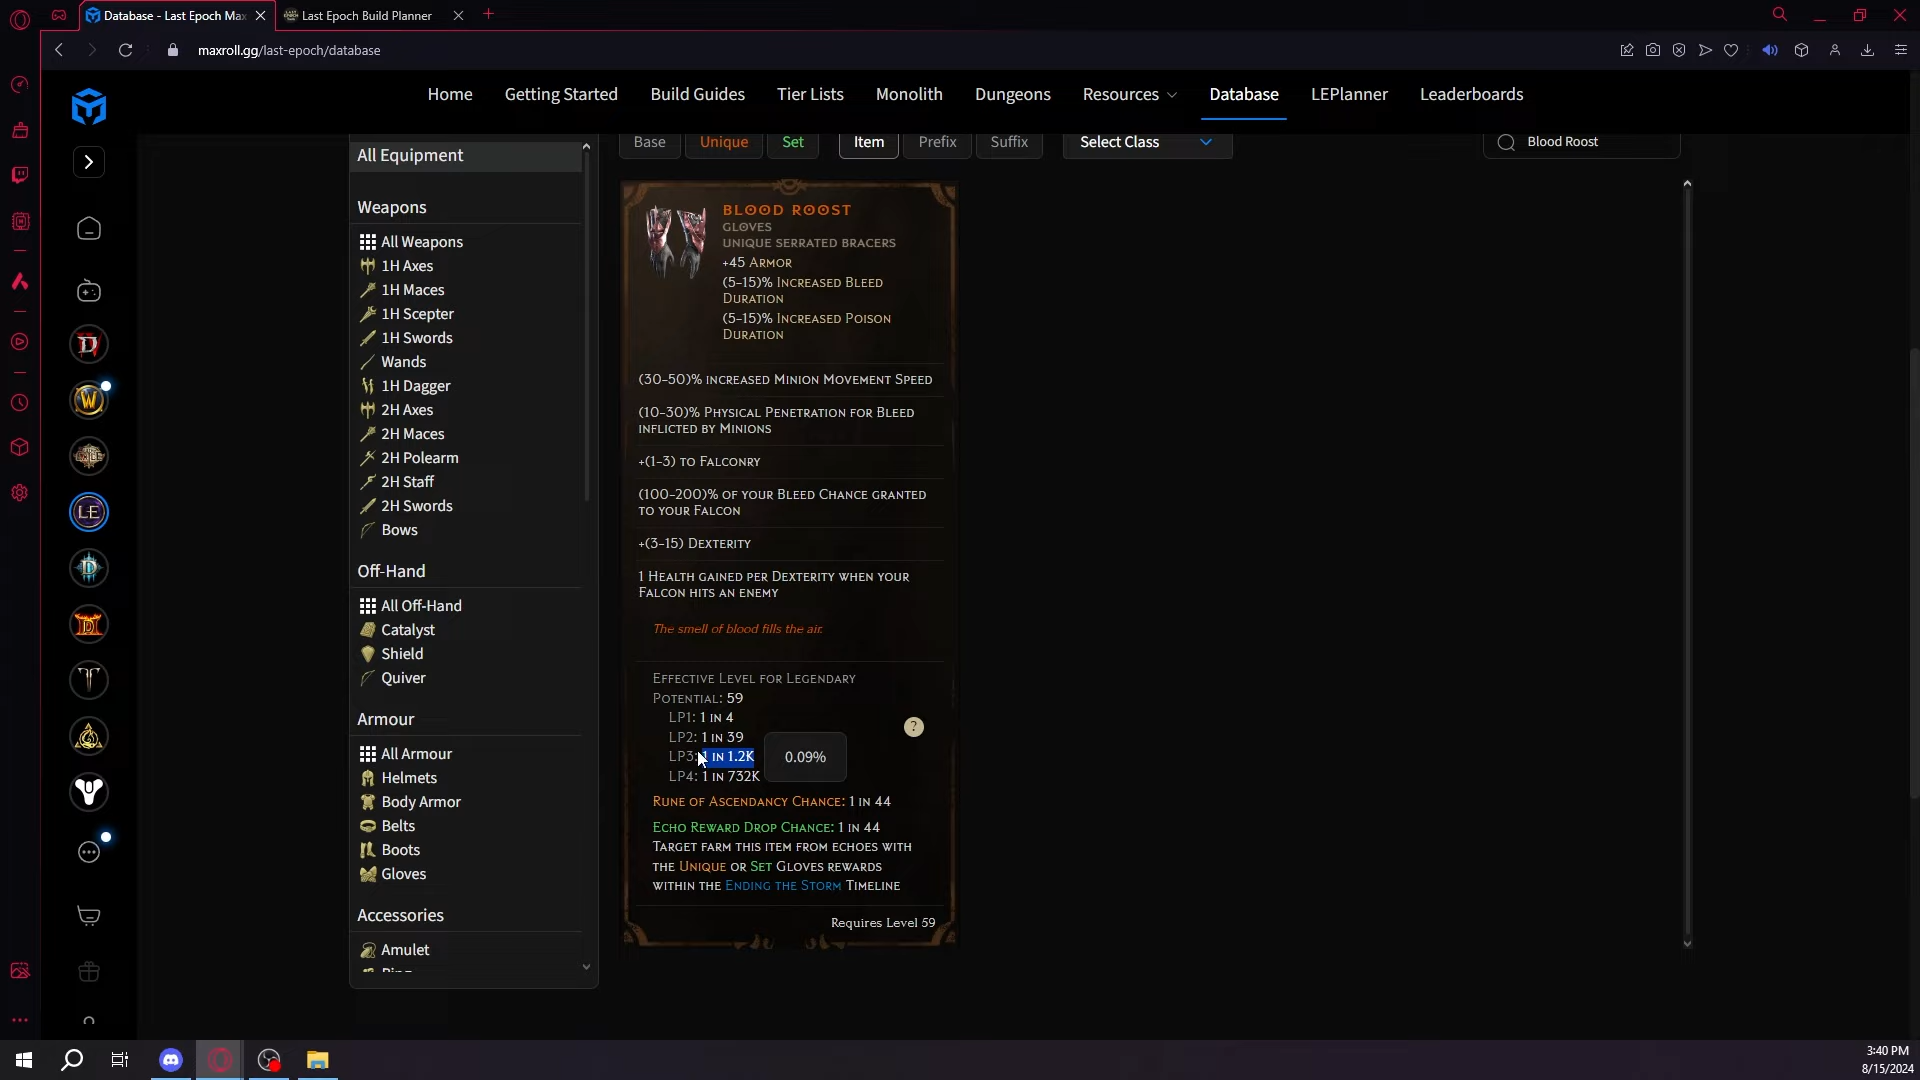 Database - Last Epoch Max
Last Epoch Build Planner
maxroll.gg/last-epoch/database
Home
Getting Started
Build Guides
Tier Lists
Monolith
Dungeons
Resources
Database
LEPlanner
Leaderboards
Base
Unique
Set
Item
Prefix
Suffix
Select Class
Blood Roost
All Equipment
Weapons
All Weapons
1H Axes
1H Maces
1H Scepter
1H Swords
Wands
1H Dagger
2H Axes
2H Maces
2H Polearm
2H Staff
2H Swords
Bows
Off-Hand
All Off-Hand
Catalyst
Shield
Quiver
Armour
All Armour
Helmets
Body Armor
Belts
Boots
Gloves
Accessories
Amulet
BLOOD ROOST
GLOVES
UNIQUE SERRATED BRACERS
+45 ARMOR
(5-15)% INCREASED BLEED
DURATION
(5-15)% INCREASED POISON
DURATION
(30-50)% INCREASED MINION MOVEMENT SPEED
(10-30)% PHYSICAL PENETRATION FOR BLEED
INFLICTED BY MINIONS
+(1-3) TO FALCONRY
(100-200)% OF YOUR BLEED CHANCE GRANTED
TO YOUR FALCON
+(3-15) DEXTERITY
1 HEALTH GAINED PER DEXTERITY WHEN YOUR
FALCON HITS AN ENEMY
The smell of blood fills the air.
EFFECTIVE LEVEL FOR LEGENDARY
POTENTIAL: 59
LP1: 1 IN 4
LP2: 1 IN 39
LP3: 1 IN 1.2K
0.09%
LP4: 1 IN 732K
?
RUNE OF ASCENDANCY CHANCE: 1 IN 44
ECHO REWARD DROP CHANCE: 1 IN 44
TARGET FARM THIS ITEM FROM ECHOES WITH
THE UNIQUE OR SET GLOVES REWARDS
WITHIN THE ENDING THE STORM TIMELINE
Requires Level 59
LE
3:40 PM
8/15/2024